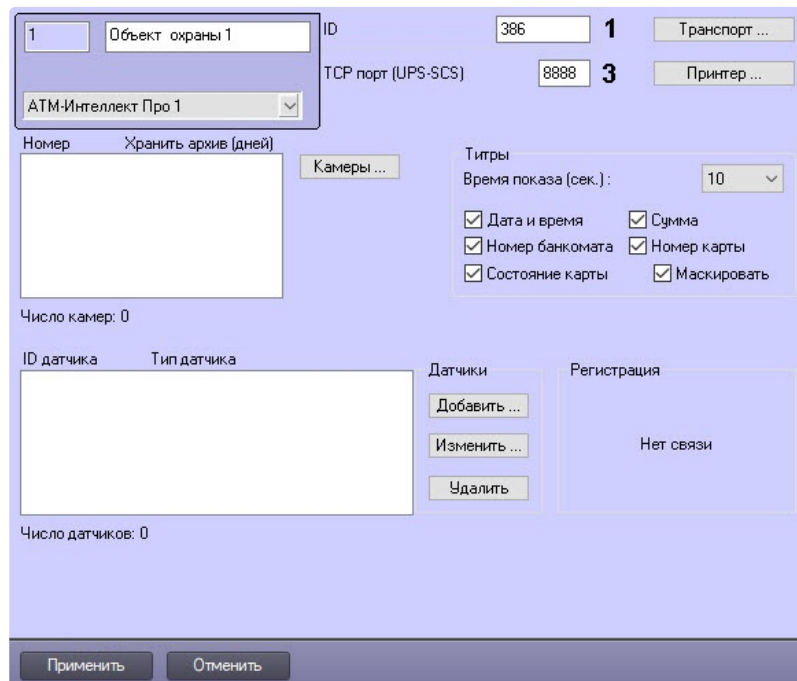 1 Объект охраны 1 ID 386 1 Транспорт ...
TCP порт (UPS-SCS) 8888 3 Принтер ...
АТМ-Интеллект Про 1
Номер Хранить архив (дней)
Камеры ...
Титры
Время показа (сек.) : 10
Дата и время Сумма
Номер банкомата Номер карты
Состояние карты Маскировать
Число камер: 0
ID датчика Тип датчика
Датчики Регистрация
Добавить ...
Изменить ... Нет связи
Удалить
Число датчиков: 0
Применить Отменить